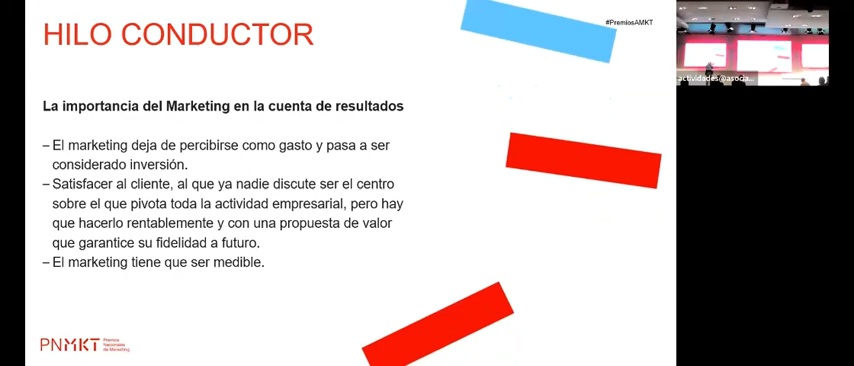 HILO CONDUCTOR
#PremiosAMKT
actividades@asocia...
La importancia del Marketing en la cuenta de resultados
– El marketing deja de percibirse como gasto y pasa a ser
considerado inversión.
– Satisfacer al cliente, al que ya nadie discute ser el centro
sobre el que pivota toda la actividad empresarial, pero hay
que hacerlo rentablemente y con una propuesta de valor
que garantice su fidelidad a futuro.
– El marketing tiene que ser medible.
PNMKT
Premios
Nacionales
de Marketing